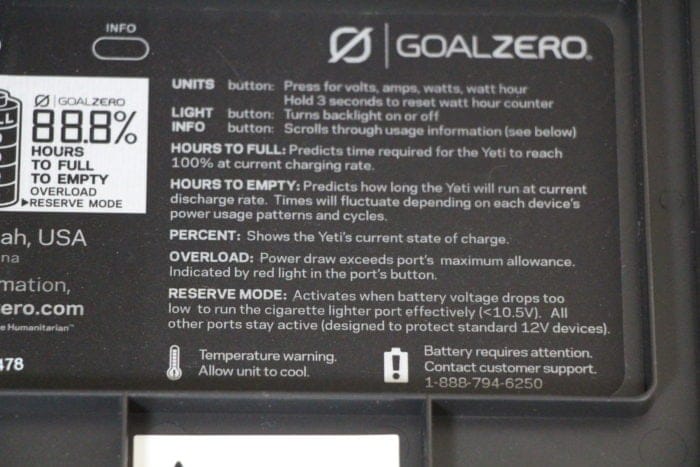 INFO
GOALZERO.
GOALZERO
88.8%
HOURS
TO FULL
TO EMPTY
OVERLOAD
▶RESERVE MODE
ah, USA
na
mation,
zero.com
e Humanitarian™
478
UNITS button: Press for volts, amps, watts, watt hour
Hold 3 seconds to reset watt hour counter
LIGHT button: Turns backlight on or off
INFO button: Scrolls through usage information (see below)
HOURS TO FULL: Predicts time required for the Yeti to reach
100% at current charging rate.
HOURS TO EMPTY: Predicts how long the Yeti will run at current
discharge rate. Times will fluctuate depending on each device's
power usage patterns and cycles.
PERCENT: Shows the Yeti's current state of charge.
OVERLOAD: Power draw exceeds port's maximum allowance.
Indicated by red light in the port's button.
RESERVE MODE: Activates when battery voltage drops too
low to run the cigarette lighter port effectively (<10.5V). All
other ports stay active (designed to protect standard 12V devices).
Temperature warning.
Allow unit to cool.
Battery requires attention.
Contact customer support.
1-888-794-6250